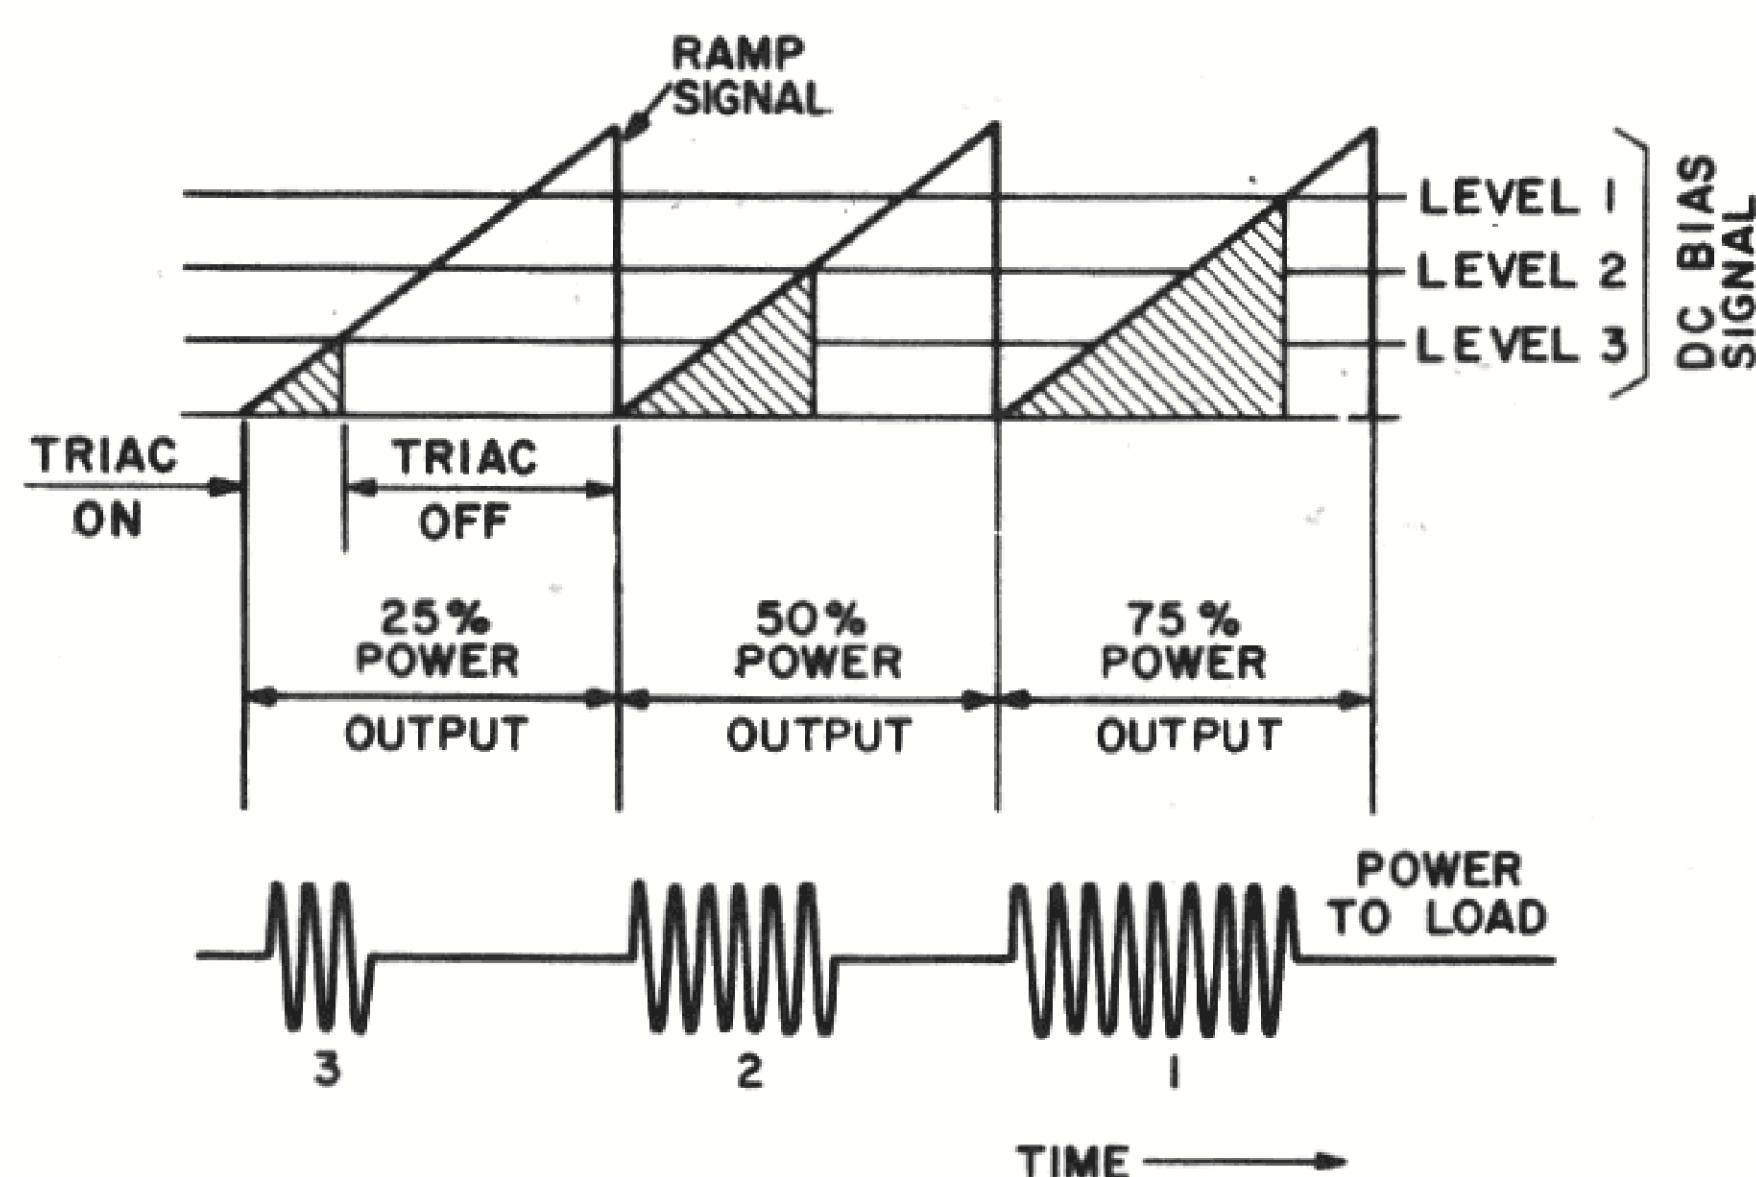 RAMP
SIGNAL
LEVEL 1
LEVEL 2
LEVEL 3
DC BIAS
SIGNAL
TRIAC
ON
TRIAC
OFF
25%
POWER
OUTPUT
50%
POWER
OUTPUT
75%
POWER
OUTPUT
POWER
TO LOAD
3
2
1
TIME